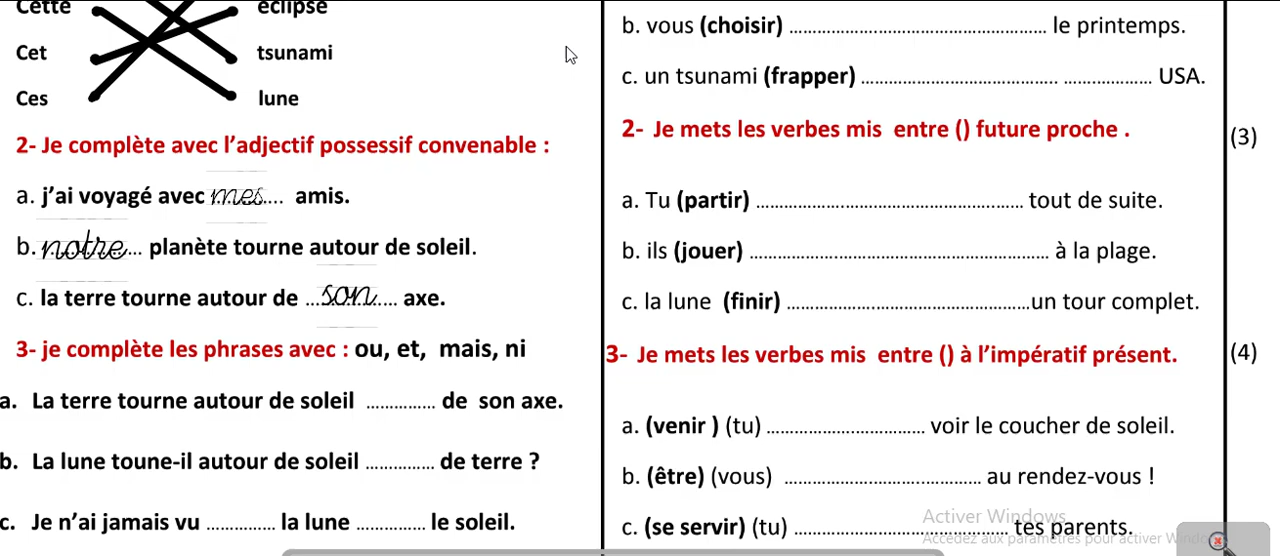 Cette eclipse
Cet tsunami
Ces lune
2- Je complète avec l'adjectif possessif convenable :
a. j'ai voyagé avec mes.... amis.
b. notre... planète tourne autour de soleil.
c. la terre tourne autour de ...son.... axe.
3- je complète les phrases avec : ou, et, mais, ni
a. La terre tourne autour de soleil ............... de son axe.
b. La lune toune-il autour de soleil ............... de terre ?
c. Je n'ai jamais vu ............... la lune ............... le soleil.
b. vous (choisir) ............................................. le printemps.
c. un tsunami (frapper) ................................... ................... USA.
2- Je mets les verbes mis entre () future proche . (3)
a. Tu (partir) ............................................... tout de suite.
b. ils (jouer) ..................................................... à la plage.
c. la lune (finir) ...........................................un tour complet.
3- Je mets les verbes mis entre () à l'impératif présent. (4)
a. (venir ) (tu) ............................ voir le coucher de soleil.
b. (être) (vous) ................................... au rendez-vous !
c. (se servir) (tu) ...................................... tes parents.
Activer Windows
Accédez aux paramètres pour activer